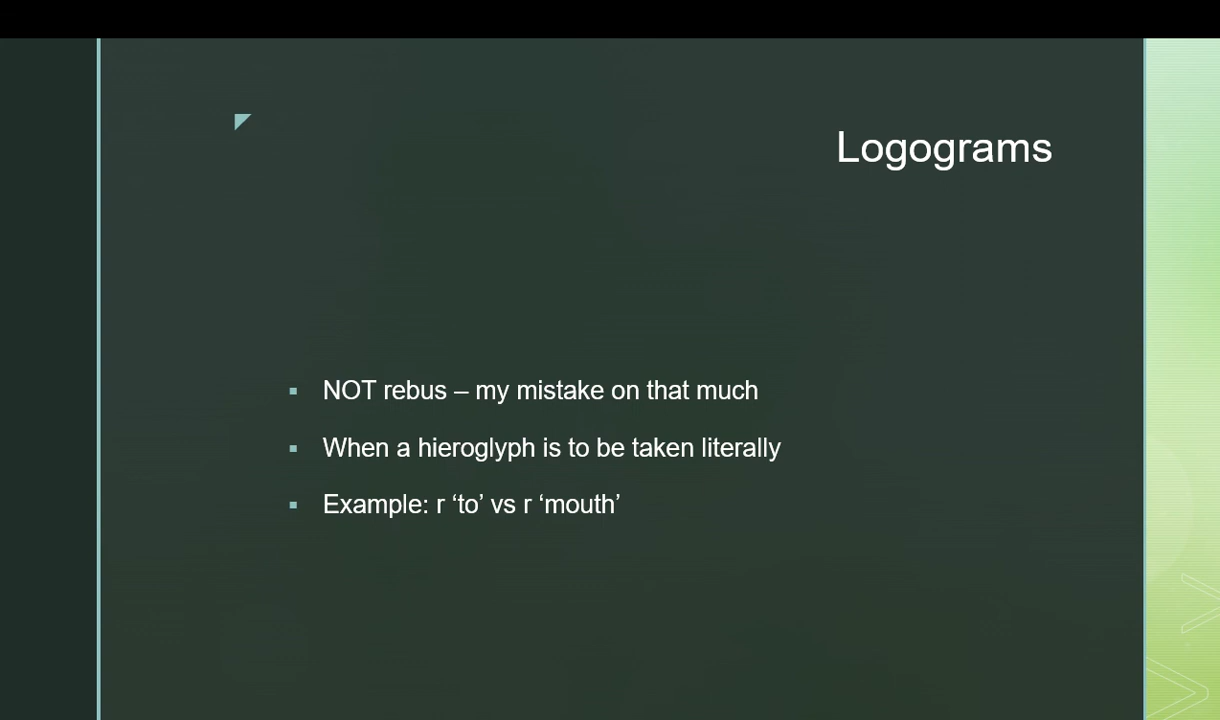 Logograms
NOT rebus – my mistake on that much
When a hieroglyph is to be taken literally
Example: r ‘to’ vs r ‘mouth’